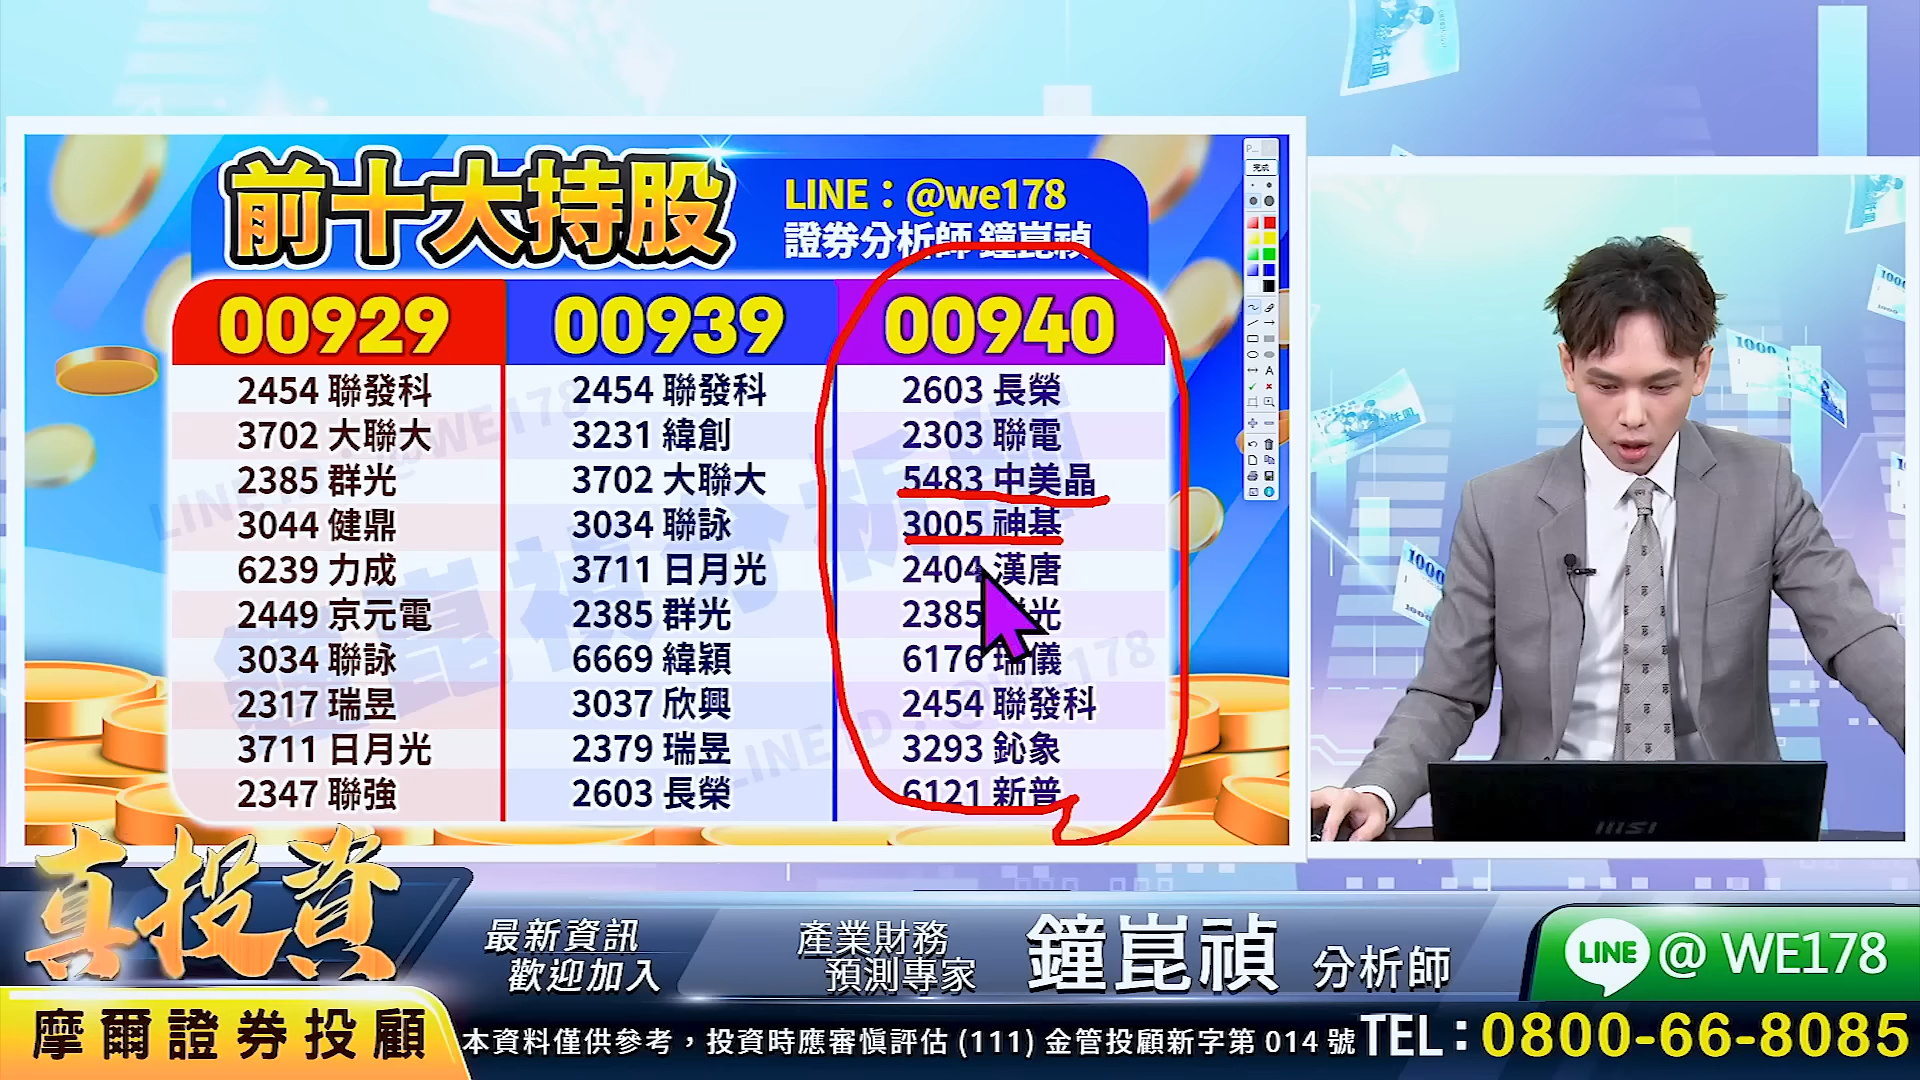 前十大持股
LINE：@we178
證券分析師 鐘崑禎
00929
2454 聯發科
3702 大聯大
2385 群光
3044 健鼎
6239 力成
2449 京元電
3034 聯詠
2317 瑞昱
3711 日月光
2347 聯強
00939
2454 聯發科
3231 緯創
3702 大聯大
3034 聯詠
3711 日月光
2385 群光
6669 緯穎
3037 欣興
2379 瑞昱
2603 長榮
00940
2603 長榮
2303 聯電
5483 中美晶
3005 神基
2404 漢唐
2385 光
6176 瑞儀
2454 聯發科
3293 鈊象
6121 新普
完成
msi
真投資
摩爾證券投顧
最新資訊
歡迎加入
產業財務
預測專家
鐘崑禎 分析師
LINE @ WE178
本資料僅供參考，投資時應審慎評估 (111) 金管投顧新字第 014 號
TEL：0800-66-8085